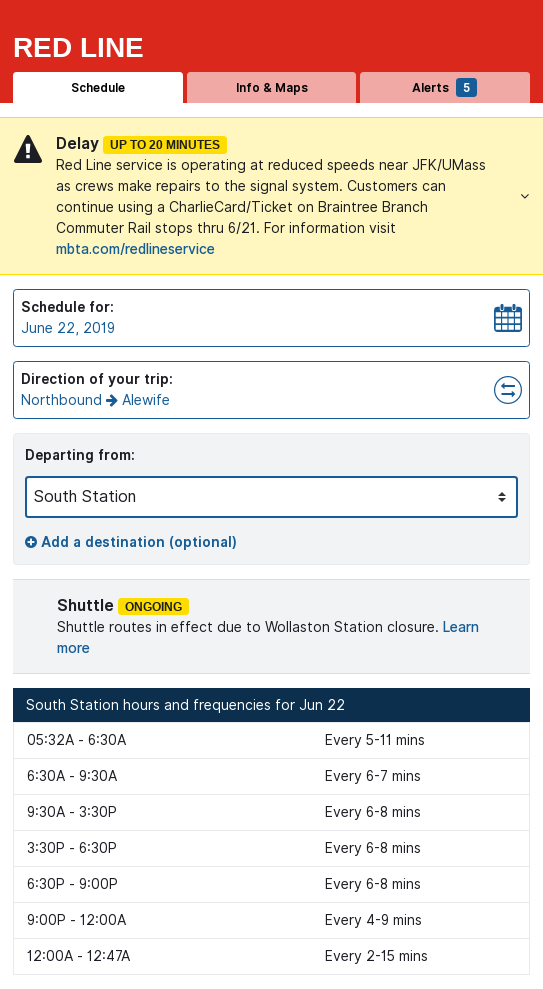 RED LINE
Schedule
Info & Maps
Alerts 5
Delay UP TO 20 MINUTES
Red Line service is operating at reduced speeds near JFK/UMass
as crews make repairs to the signal system. Customers can
continue using a CharlieCard/Ticket on Braintree Branch
Commuter Rail stops thru 6/21. For information visit
mbta.com/redlineservice
Schedule for:
June 22, 2019
Direction of your trip:
Northbound → Alewife
Departing from:
South Station
Add a destination (optional)
Shuttle ONGOING
Shuttle routes in effect due to Wollaston Station closure. Learn
more
South Station hours and frequencies for Jun 22
05:32A - 6:30A Every 5-11 mins
6:30A - 9:30A Every 6-7 mins
9:30A - 3:30P Every 6-8 mins
3:30P - 6:30P Every 6-8 mins
6:30P - 9:00P Every 6-8 mins
9:00P - 12:00A Every 4-9 mins
12:00A - 12:47A Every 2-15 mins